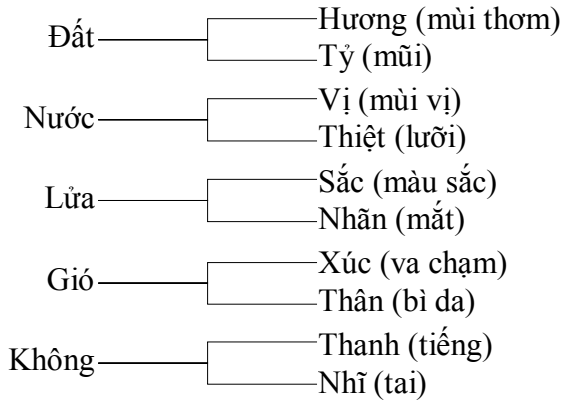 Đất
Hương (mùi thơm)
Tỷ (mũi)
Nước
Vị (mùi vị)
Thiệt (lưỡi)
Lửa
Sắc (màu sắc)
Nhãn (mắt)
Gió
Xúc (va chạm)
Thân (bì da)
Không
Thanh (tiếng)
Nhĩ (tai)